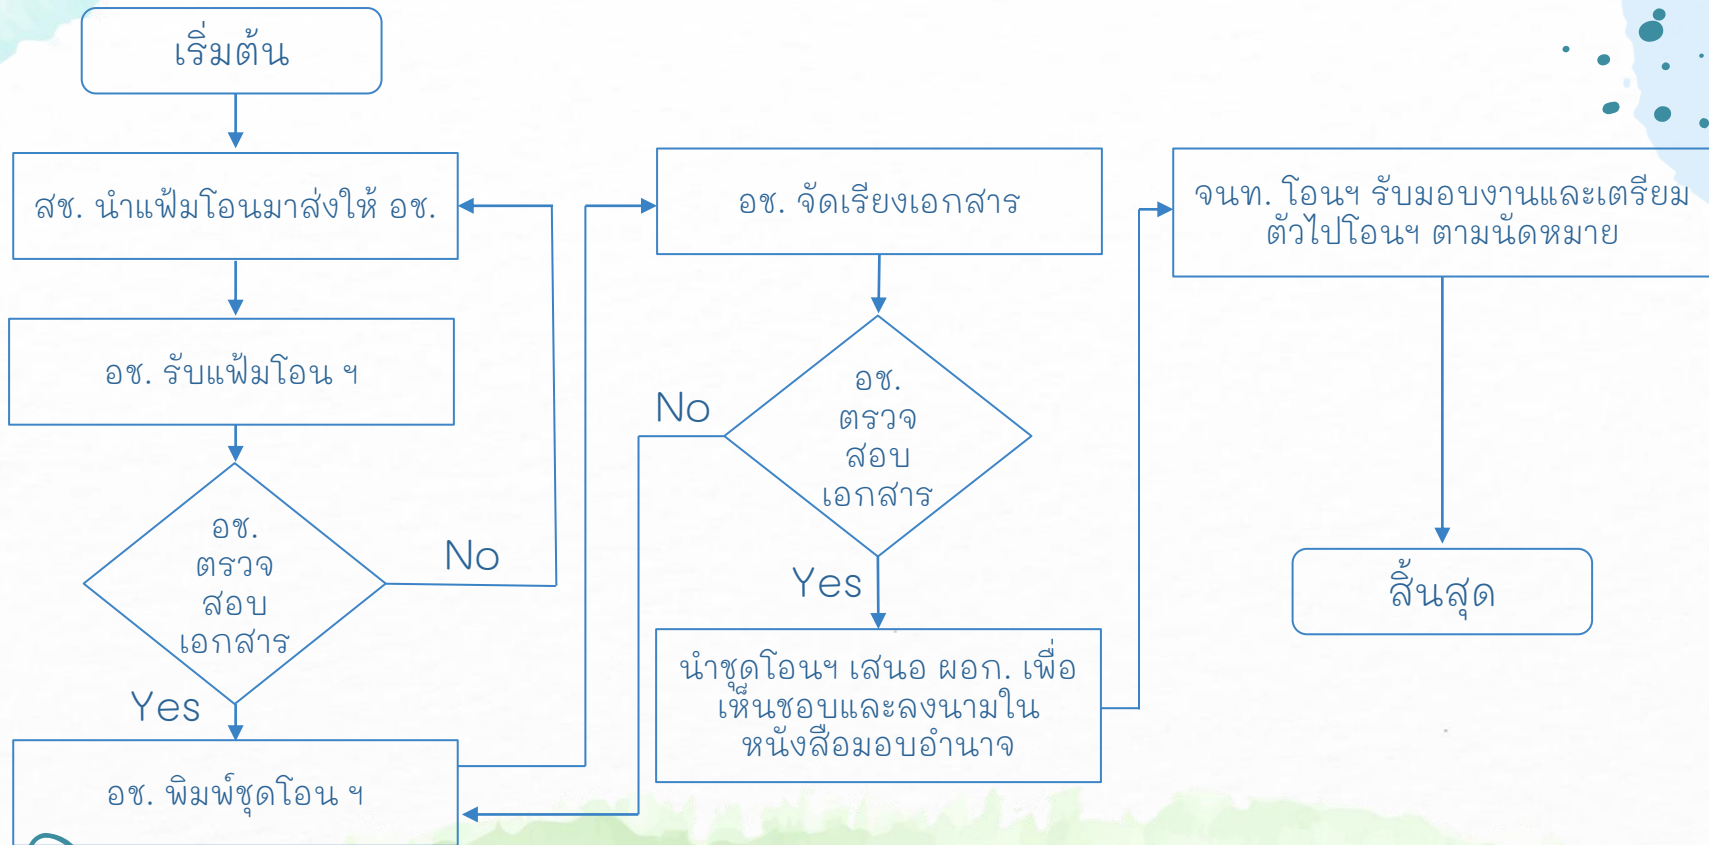 เริ่มต้น
สช. นำแฟ้มโอนมาส่งให้ อช.
อช. รับแฟ้มโอน ฯ
อช.
ตรวจ
สอบ
เอกสาร
No
Yes
อช. พิมพ์ชุดโอน ฯ
อช. จัดเรียงเอกสาร
อช.
ตรวจ
สอบ
เอกสาร
No
Yes
นำชุดโอนฯ เสนอ ผอก. เพื่อ
เห็นชอบและลงนามใน
หนังสือมอบอำนาจ
จนท. โอนฯ รับมอบงานและเตรียม
ตัวไปโอนฯ ตามนัดหมาย
สิ้นสุด